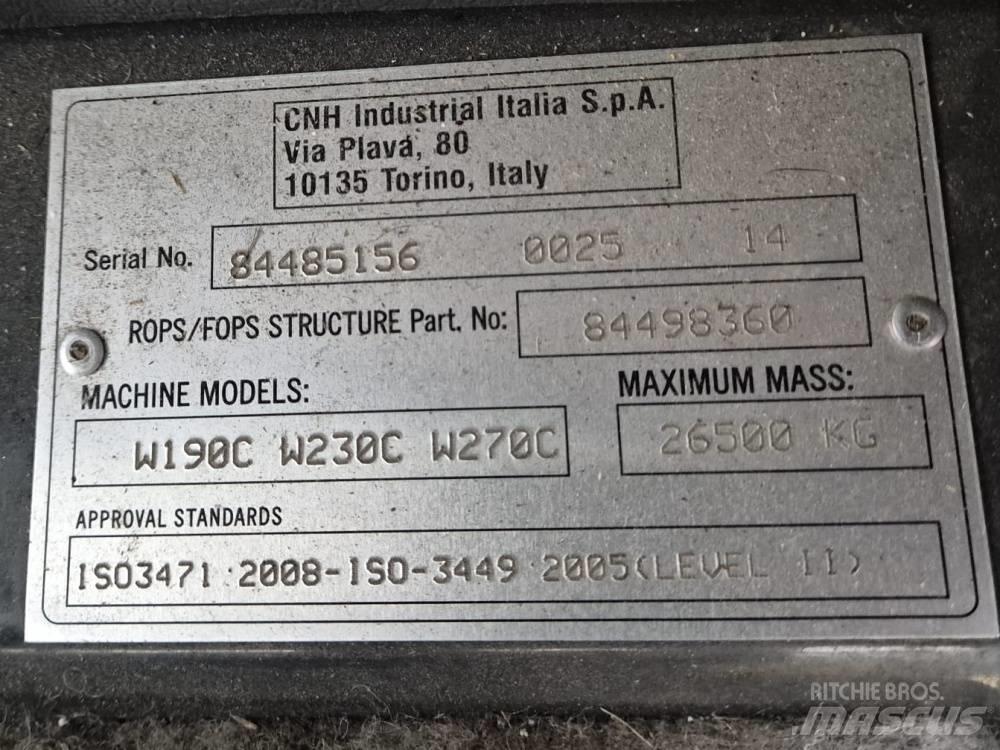 CNH Industrial Italia S.p.A.
Via Plava, 80
10135 Torino, Italy
Serial No. 84485156 0025 14
ROPS/FOPS STRUCTURE Part. No: 84498360
MACHINE MODELS:
W190C W230C W270C
MAXIMUM MASS:
26500 KG
APPROVAL STANDARDS
ISO3471:2008-ISO-3449:2005(LEVEL II)
RITCHIE BROS.
MASCUS